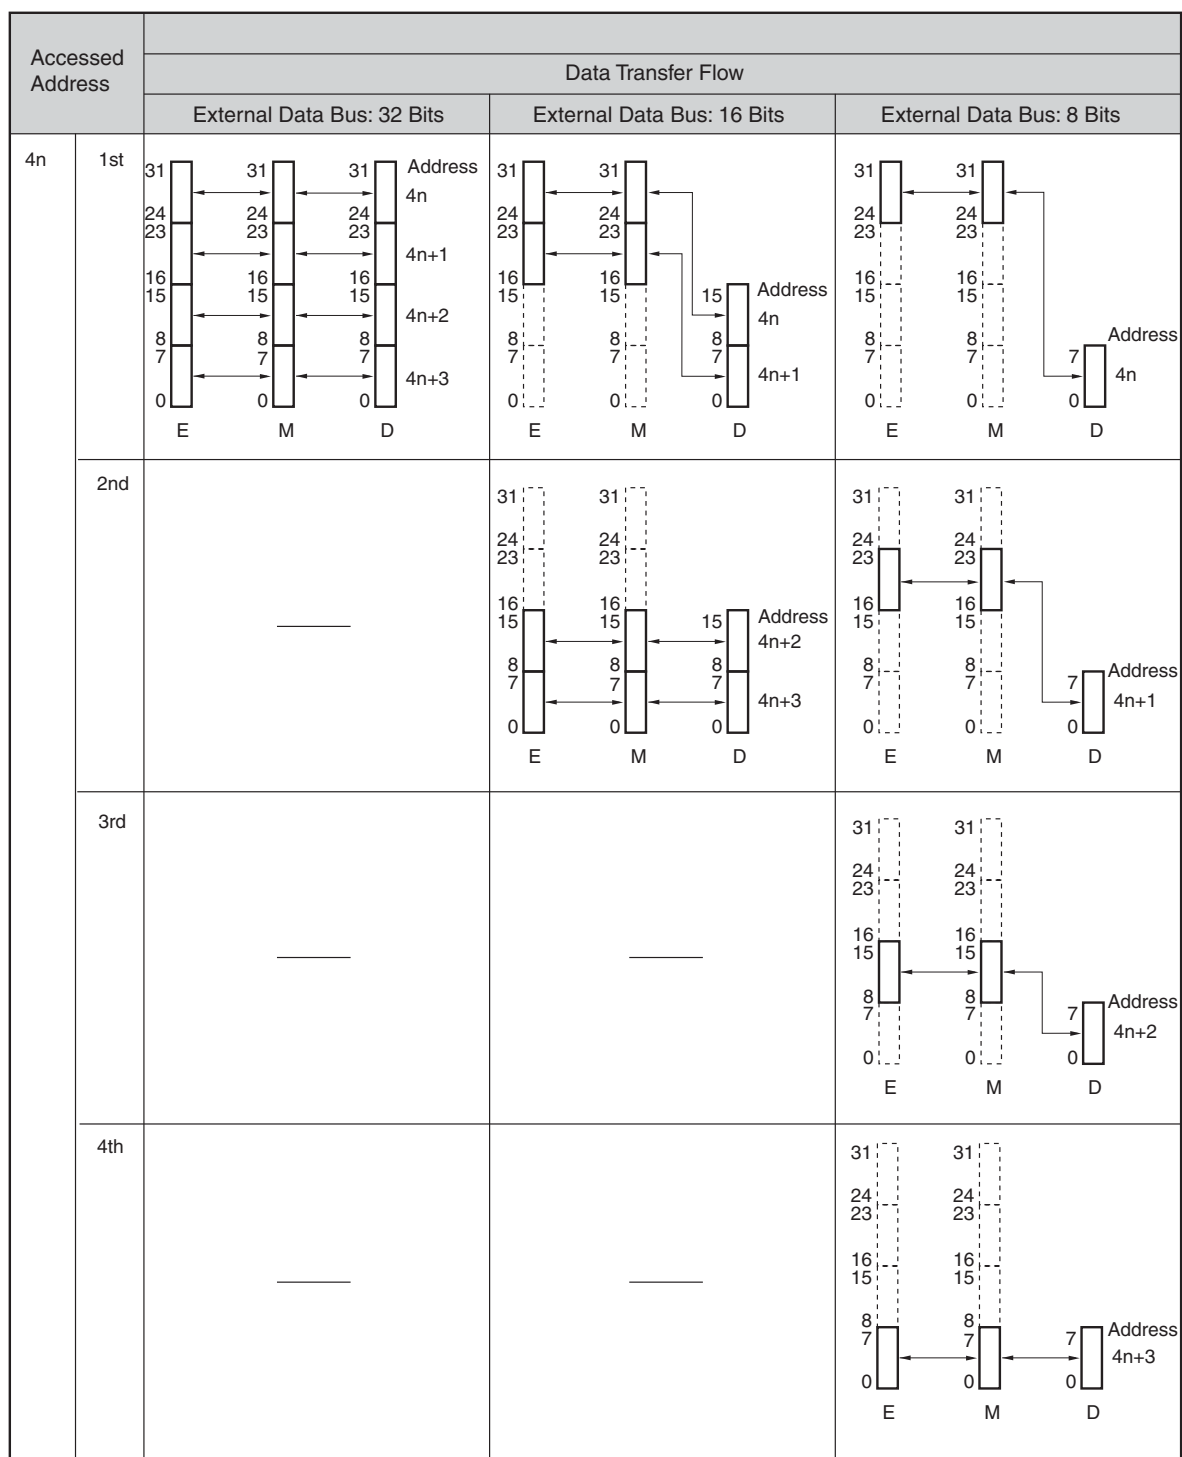 Accessed
Address
Data Transfer Flow
External Data Bus: 32 Bits
External Data Bus: 16 Bits
External Data Bus: 8 Bits
4n
1st
31 31 31 Address
4n
24 24 24
23 23 23
4n+1
16 16 16
15 15 15
4n+2
8 8 8
7 7 7
4n+3
0 0 0
E M D
31 31
24 24
23 23
16 16
15 15 15 Address
4n
8 8 8
7 7 7
4n+1
0 0 0
E M D
31 31
24 24
23 23
16 16
15 15
8 8 Address
7 7 7
4n
0 0 0
E M D
2nd
31 31
24 24
23 23
16 16
15 15 15 Address
4n+2
8 8 8
7 7 7
4n+3
0 0 0
E M D
31 31
24 24
23 23
16 16
15 15
8 8 Address
7 7 7
4n+1
0 0 0
E M D
3rd
31 31
24 24
23 23
16 16
15 15
8 8 Address
7 7 7
4n+2
0 0 0
E M D
4th
31 31
24 24
23 23
16 16
15 15
8 8 Address
7 7 7
4n+3
0 0 0
E M D